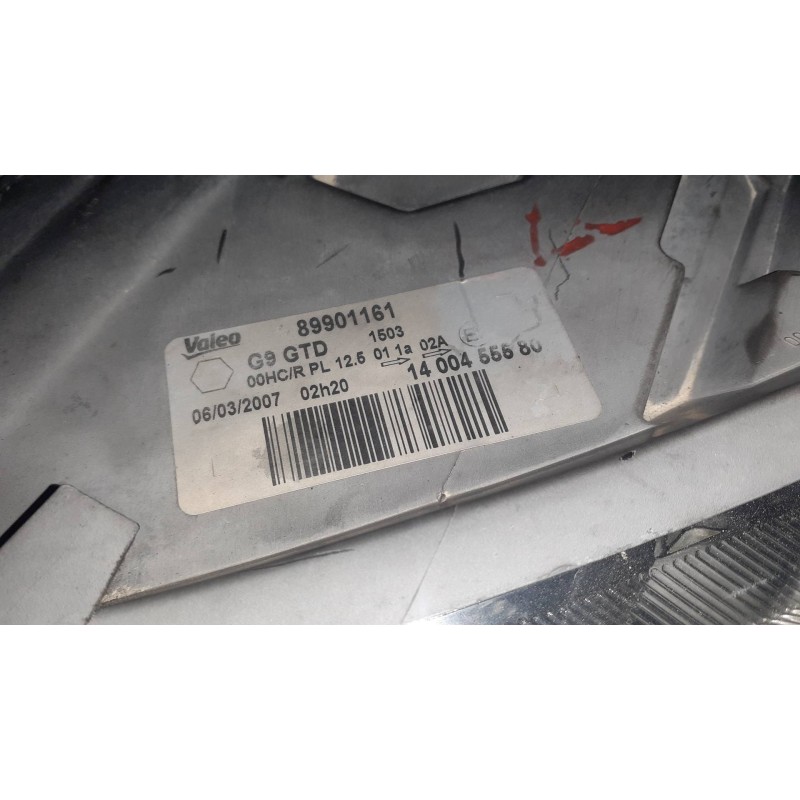 Valeo 89901161
G9 GTD 1503
00HC/R PL 12.5 01 1a 02A E
06/03/2007 02h20 14 004 556 80